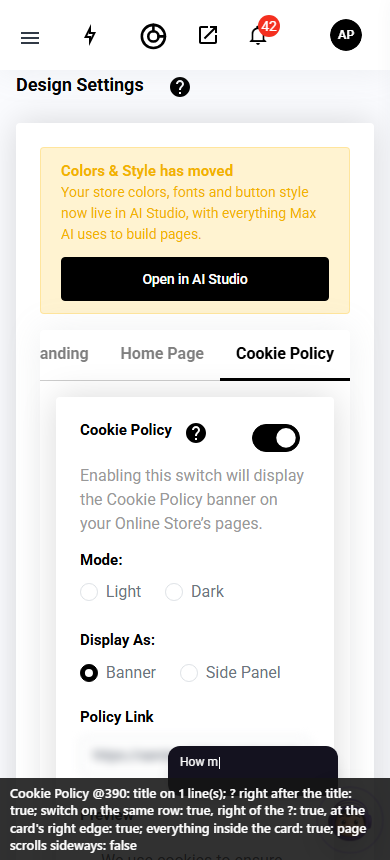 42
AP
Design Settings ?
Colors & Style has moved
Your store colors, fonts and button style
now live in AI Studio, with everything Max
AI uses to build pages.
Open in AI Studio
anding Home Page Cookie Policy
Cookie Policy ?
Enabling this switch will display
the Cookie Policy banner on
your Online Store's pages.
Mode:
Light Dark
Display As:
Banner Side Panel
Policy Link
How m
Cookie Policy @390: title on 1 line(s); ? right after the title:
true; switch on the same row: true, right of the ?: true, at the
card's right edge: true; everything inside the card: true; page
scrolls sideways: false